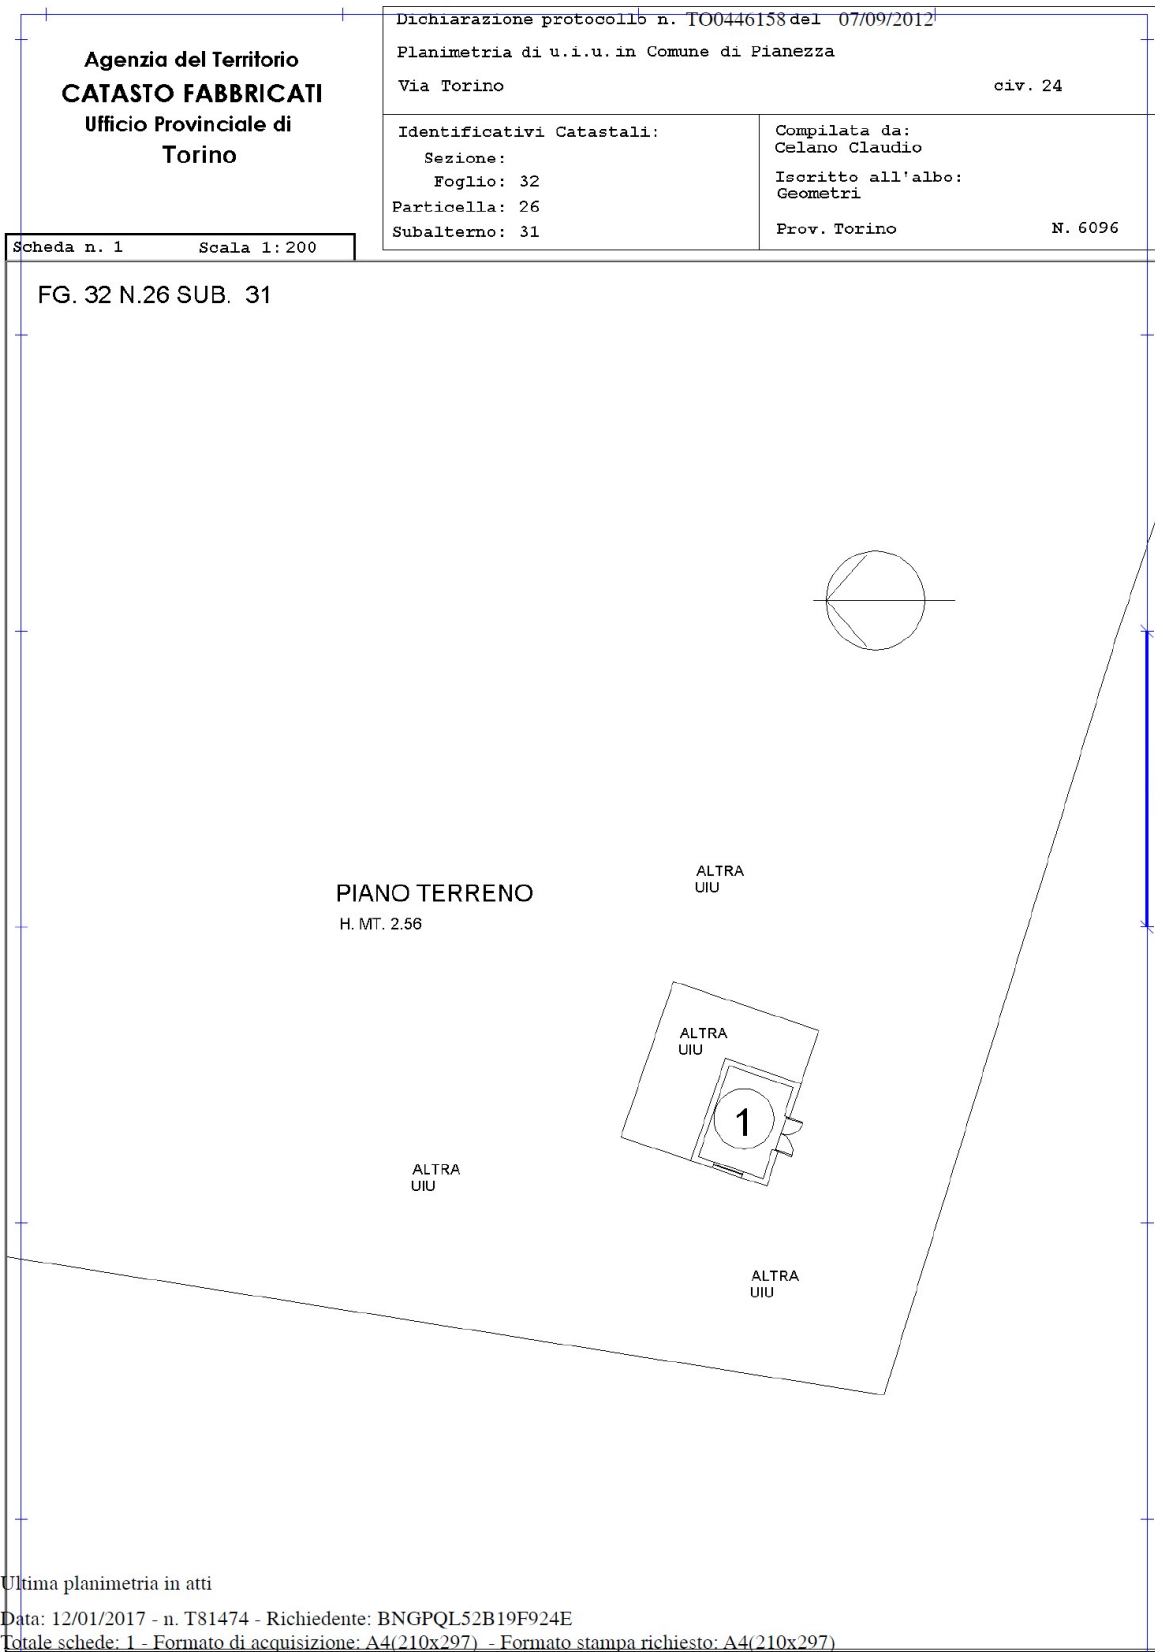 Agenzia del Territorio
CATASTO FABBRICATI
Ufficio Provinciale di
Torino
Dichiarazione protocollo n. TO0446158 del 07/09/2012
Planimetria di u.i.u. in Comune di Pianezza
Via Torino civ. 24
Identificativi Catastali:
Sezione:
Foglio: 32
Particella: 26
Subalterno: 31
Compilata da:
Celano Claudio
Iscritto all'albo:
Geometri
Prov. Torino N. 6096
Scheda n. 1 Scala 1:200
FG. 32 N.26 SUB. 31
ALTRA
UIU
PIANO TERRENO
H. MT. 2.56
ALTRA
UIU
1
ALTRA
UIU
ALTRA
UIU
Ultima planimetria in atti
Data: 12/01/2017 - n. T81474 - Richiedente: BNGPQL52B19F924E
Totale schede: 1 - Formato di acquisizione: A4(210x297) - Formato stampa richiesto: A4(210x297)